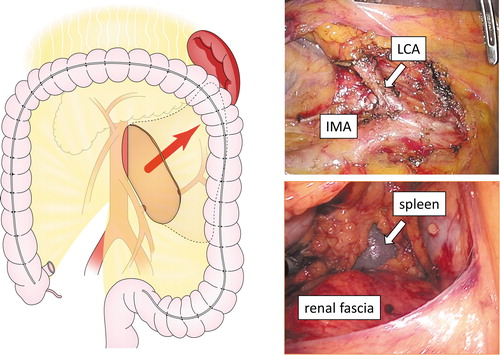 LCA
IMA
spleen
renal fascia